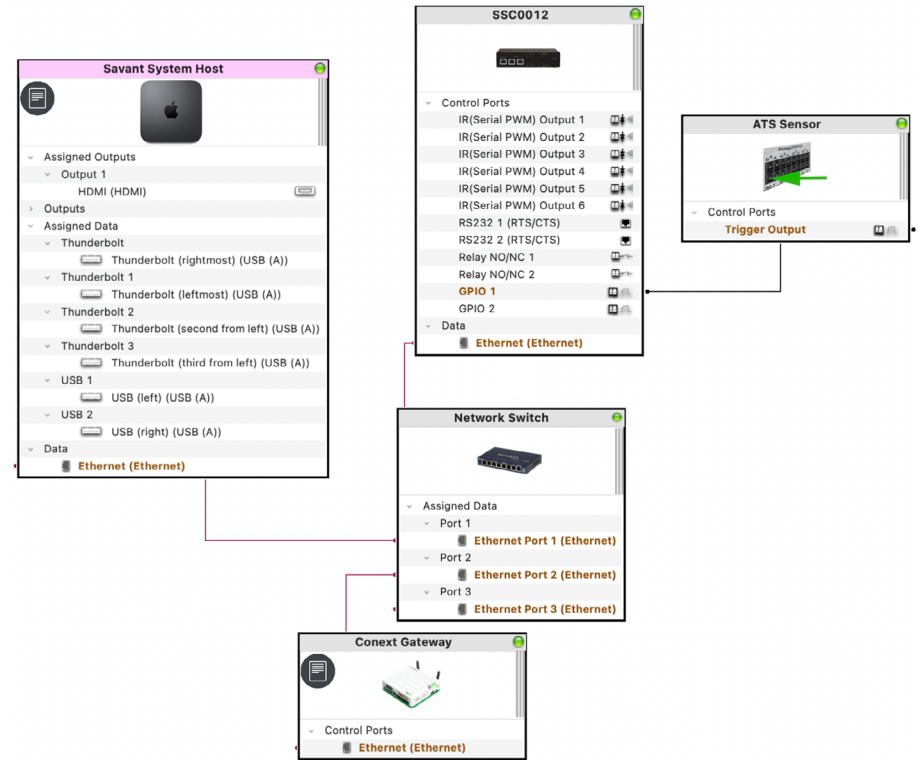 Savant System Host
Assigned Outputs
Output 1
HDMI (HDMI)
Outputs
Assigned Data
Thunderbolt
Thunderbolt (rightmost) (USB (A))
Thunderbolt 1
Thunderbolt (leftmost) (USB (A))
Thunderbolt 2
Thunderbolt (second from left) (USB (A))
Thunderbolt 3
Thunderbolt (third from left) (USB (A))
USB 1
USB (left) (USB (A))
USB 2
USB (right) (USB (A))
Data
Ethernet (Ethernet)
SSC0012
Control Ports
IR(Serial PWM) Output 1
IR(Serial PWM) Output 2
IR(Serial PWM) Output 3
IR(Serial PWM) Output 4
IR(Serial PWM) Output 5
IR(Serial PWM) Output 6
RS232 1 (RTS/CTS)
RS232 2 (RTS/CTS)
Relay NO/NC 1
Relay NO/NC 2
GPIO 1
GPIO 2
Data
Ethernet (Ethernet)
ATS Sensor
Control Ports
Trigger Output
Network Switch
Assigned Data
Port 1
Ethernet Port 1 (Ethernet)
Port 2
Ethernet Port 2 (Ethernet)
Port 3
Ethernet Port 3 (Ethernet)
Conext Gateway
Control Ports
Ethernet (Ethernet)